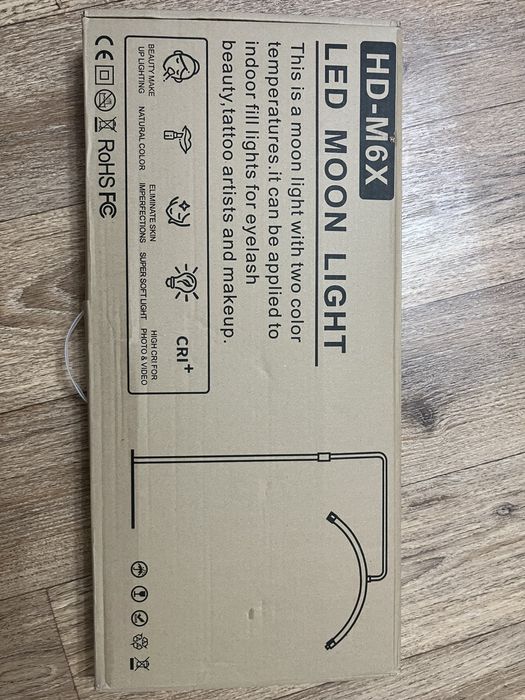 HD-M6X
LED MOON LIGHT
This is a moon light with two color
temperatures.it can be applied to
indoor fill lights for eyelash
beauty,tattoo artists and makeup.
BEAUTY MAKE
UP LIGHTING
NATURAL COLOR
ELIMINATE SKIN
IMPERFECTIONS
SUPER SOFT LIGHT
CRI+
HIGH CRI FOR
PHOTO & VIDEO
CE RoHS FC